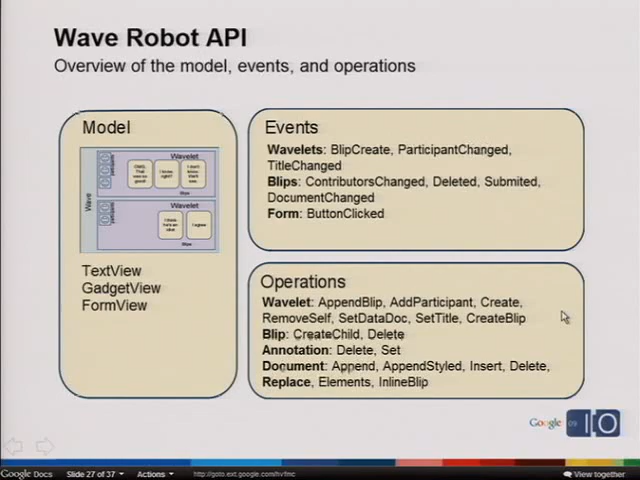 Wave Robot API
Overview of the model, events, and operations
Model
Wavelet
Wave
Wavelet
I agree
TextView
GadgetView
FormView
Events
Wavelets: BlipCreate, ParticipantChanged,
TitleChanged
Blips: ContributorsChanged, Deleted, Submited,
DocumentChanged
Form: ButtonClicked
Operations
Wavelet: AppendBlip, AddParticipant, Create,
RemoveSelf, SetDataDoc, SetTitle, CreateBlip
Blip: CreateChild, Delete
Annotation: Delete, Set
Document: Append, AppendStyled, Insert, Delete,
Replace, Elements, InlineBlip
Google 09 IO
Google Docs Slide 27 of 37 Actions View together